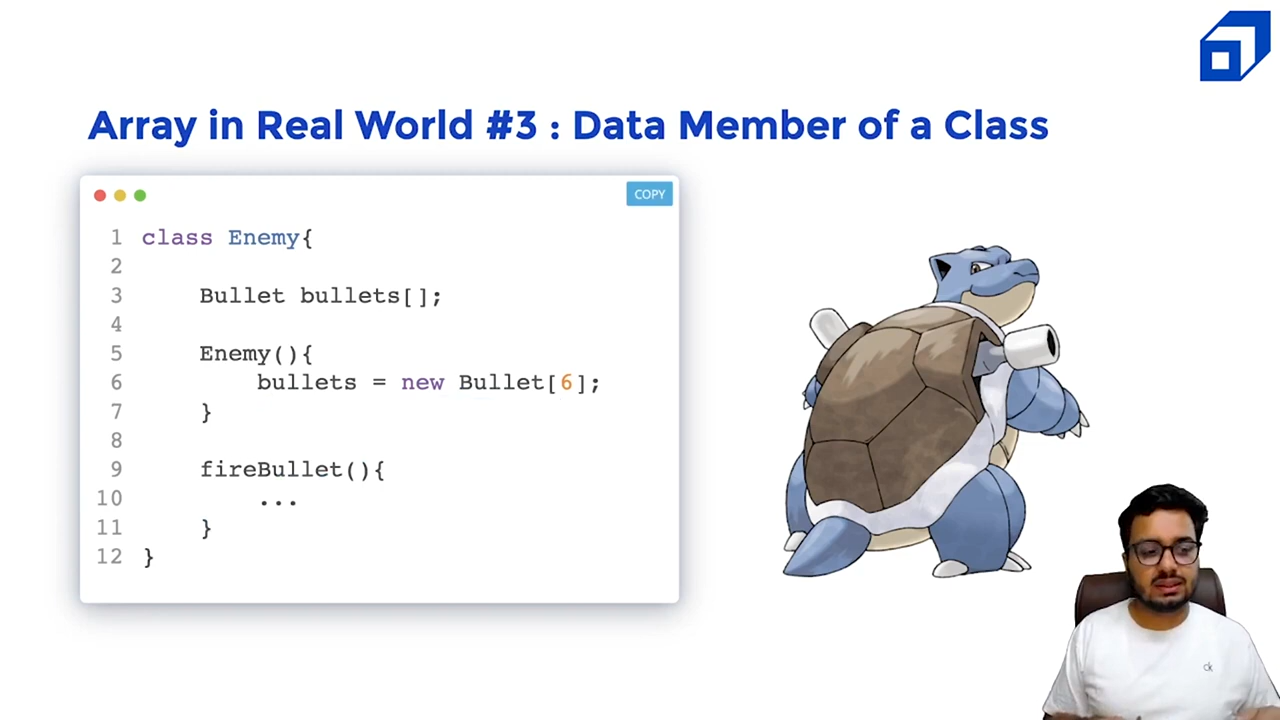 Array in Real World #3 : Data Member of a Class
COPY
1 class Enemy{
2
3 Bullet bullets[];
4
5 Enemy(){
6 bullets = new Bullet[6];
7 }
8
9 fireBullet(){
10 ...
11 }
12 }
ck